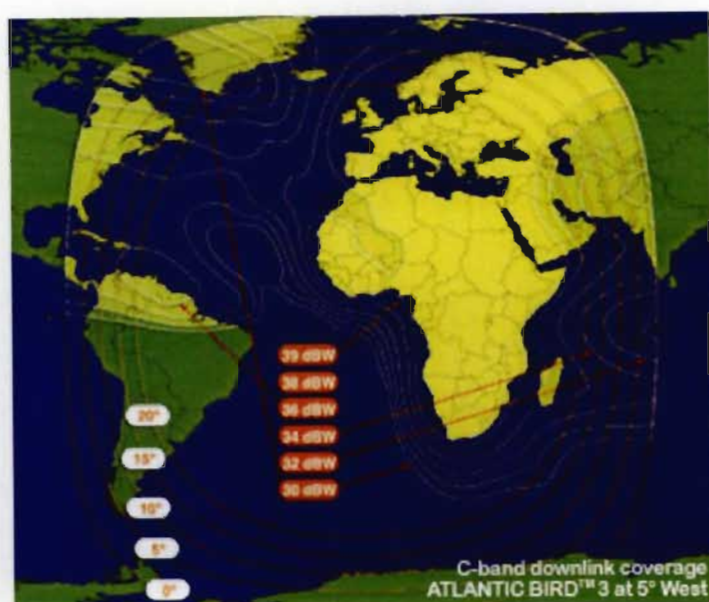 39 dBW
38 dBW
36 dBW
34 dBW
32 dBW
30 dBW
20°
15°
10°
5°
0°
C-band downlink coverage
ATLANTIC BIRD™ 3 at 5° West